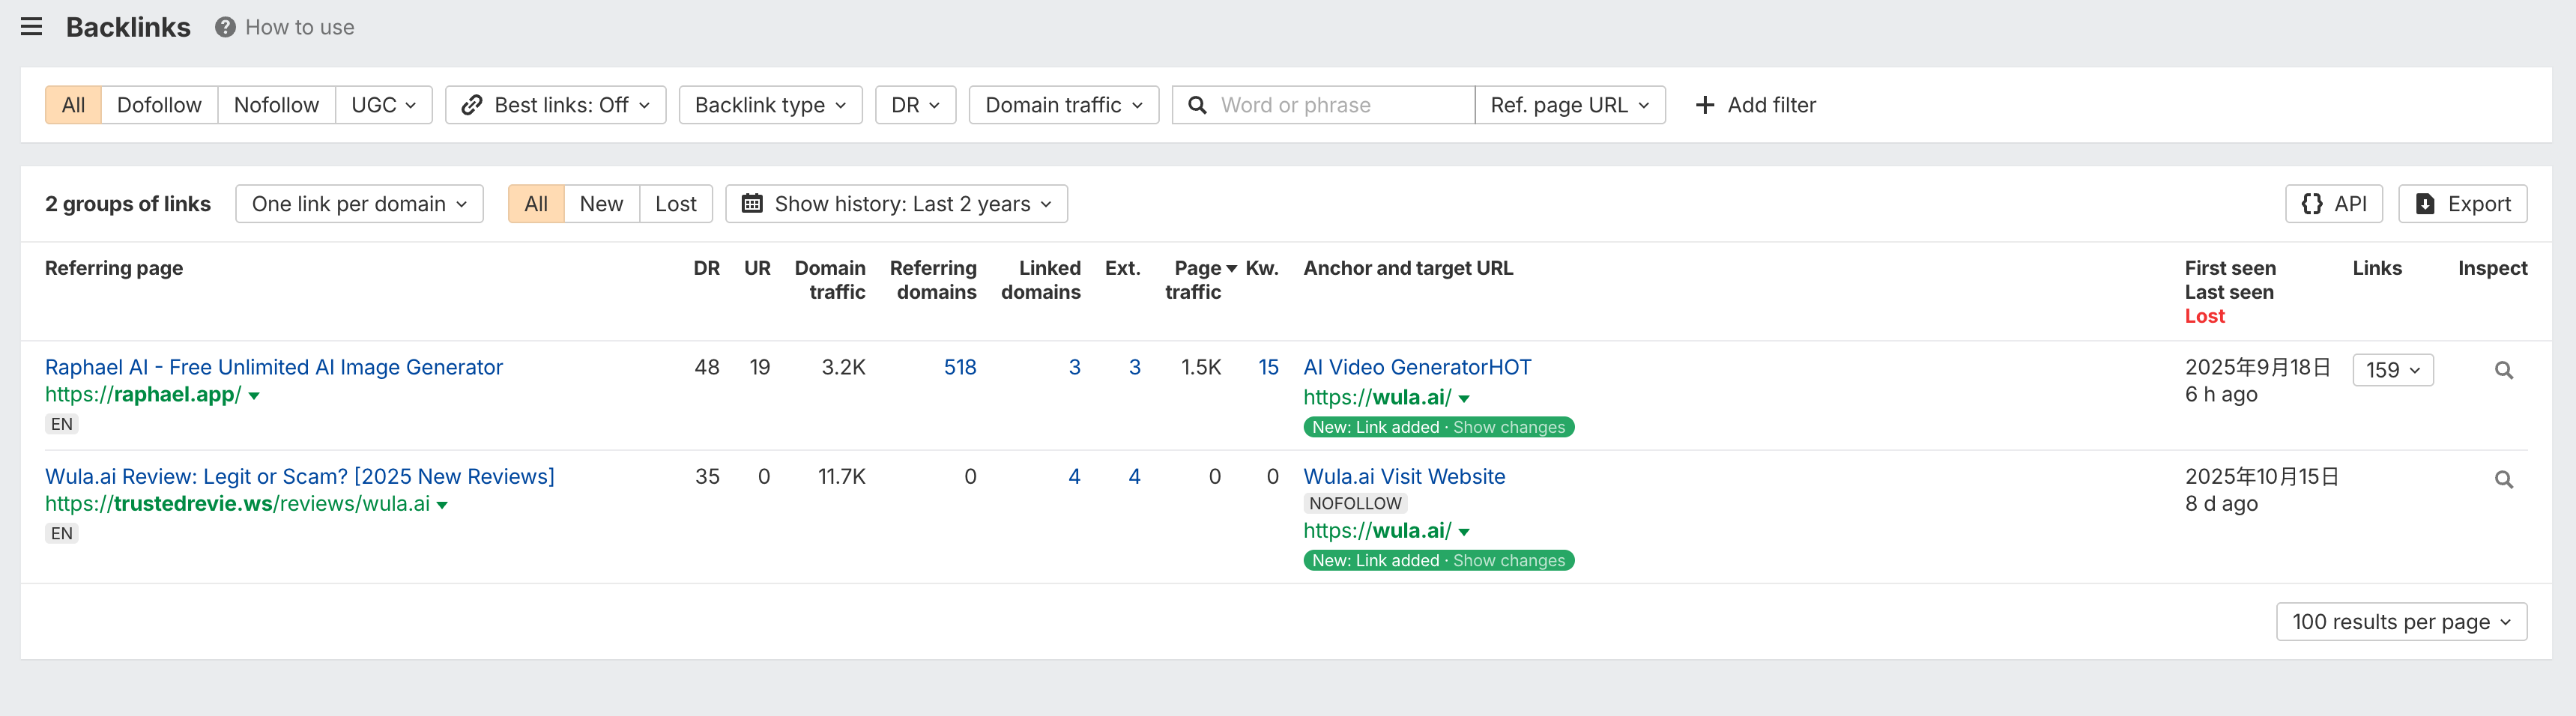 Backlinks How to use
All Dofollow Nofollow UGC Best links: Off Backlink type DR Domain traffic Word or phrase Ref. page URL + Add filter
2 groups of links One link per domain All New Lost Show history: Last 2 years {} API Export
Referring page DR UR Domain traffic Referring domains Linked domains Ext. Page traffic Kw. Anchor and target URL First seen Last seen Lost Links Inspect
Raphael AI - Free Unlimited AI Image Generator 48 19 3.2K 518 3 3 1.5K 15 AI Video GeneratorHOT 2025年9月18日 159
https://raphael.app/ https://wula.ai/ 6 h ago
EN New: Link added · Show changes
Wula.ai Review: Legit or Scam? [2025 New Reviews] 35 0 11.7K 0 4 4 0 0 Wula.ai Visit Website 2025年10月15日
https://trustedrevie.ws/reviews/wula.ai NOFOLLOW 8 d ago
EN https://wula.ai/
New: Link added · Show changes
100 results per page